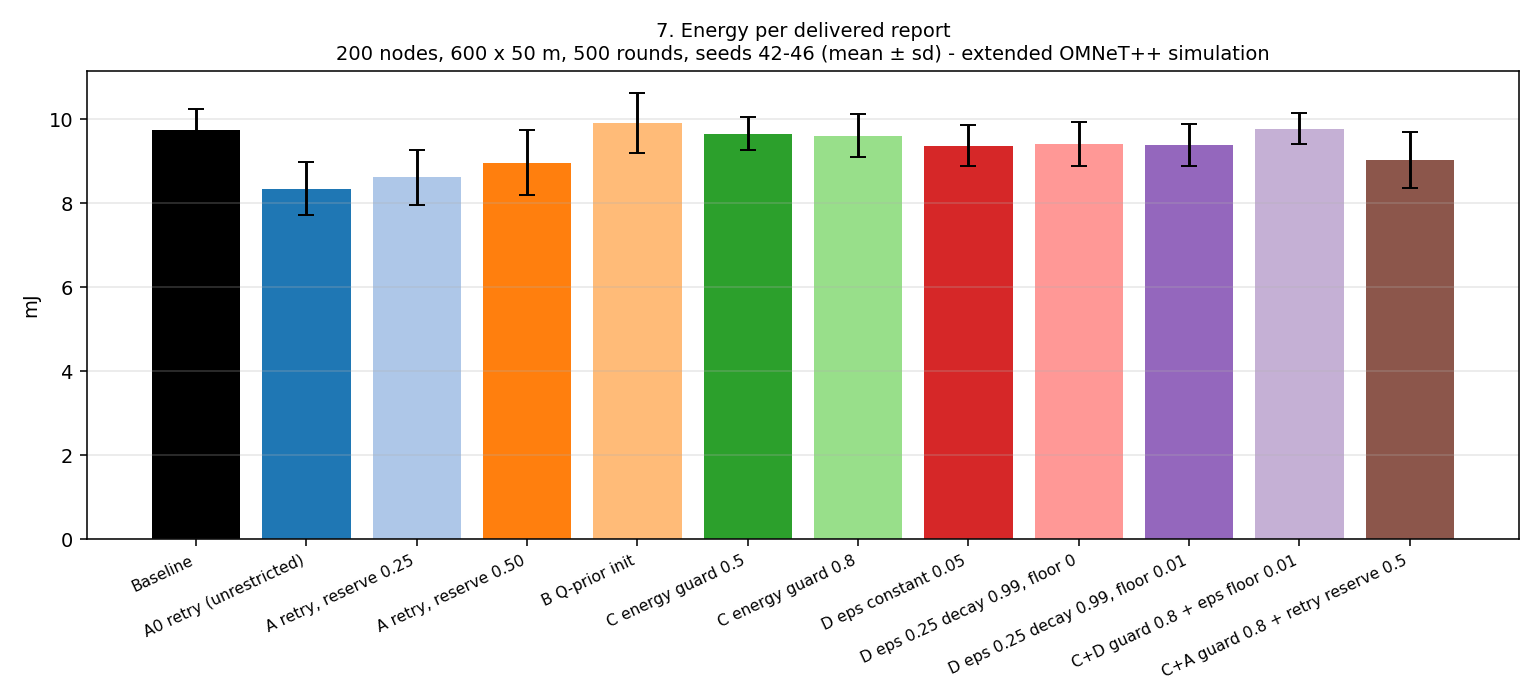 7. Energy per delivered report
200 nodes, 600 x 50 m, 500 rounds, seeds 42-46 (mean ± sd) - extended OMNeT++ simulation
mJ
10
8
6
4
2
0
Baseline
A0 retry (unrestricted)
A retry, reserve 0.25
A retry, reserve 0.50
B Q-prior init
C energy guard 0.5
C energy guard 0.8
D eps constant 0.05
D eps 0.25 decay 0.99, floor 0
D eps 0.25 decay 0.99, floor 0.01
C+D guard 0.8 + eps floor 0.01
C+A guard 0.8 + retry reserve 0.5